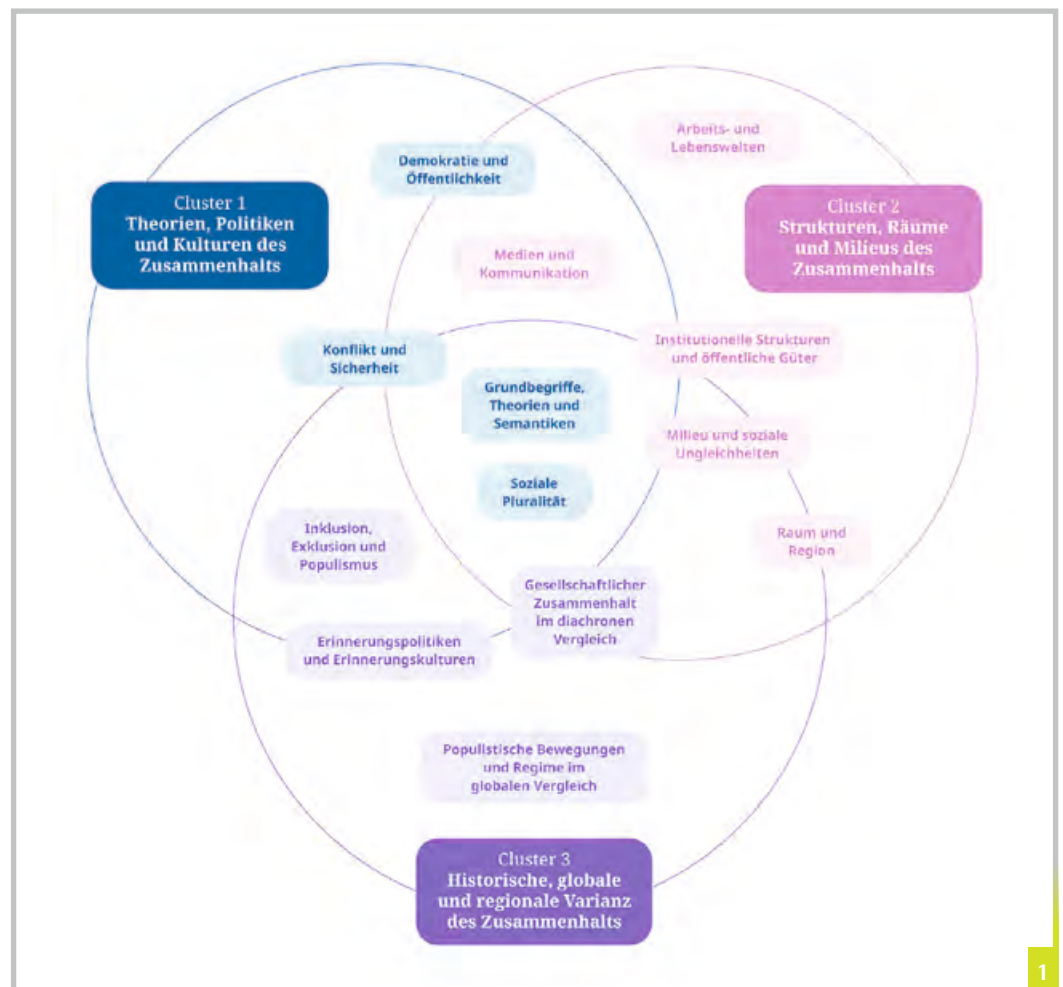 Arbeits- und
Lebenswelten
Demokratie und
Öffentlichkeit
Cluster 1
Theorien, Politiken
und Kulturen des
Zusammenhalts
Cluster 2
Strukturen, Räume
und Milieus des
Zusammenhalts
Medien und
Kommunikation
Konflikt und
Sicherheit
Institutionelle Strukturen
und öffentliche Güter
Grundbegriffe,
Theorien und
Semantiken
Milieu und soziale
Ungleichheiten
Soziale
Pluralität
Inklusion,
Exklusion und
Populismus
Raum und
Region
Gesellschaftlicher
Zusammenhalt
im diachronen
Vergleich
Erinnerungspolitiken
und Erinnerungskulturen
Populistische Bewegungen
und Regime im
globalen Vergleich
Cluster 3
Historische, globale
und regionale Varianz
des Zusammenhalts
1